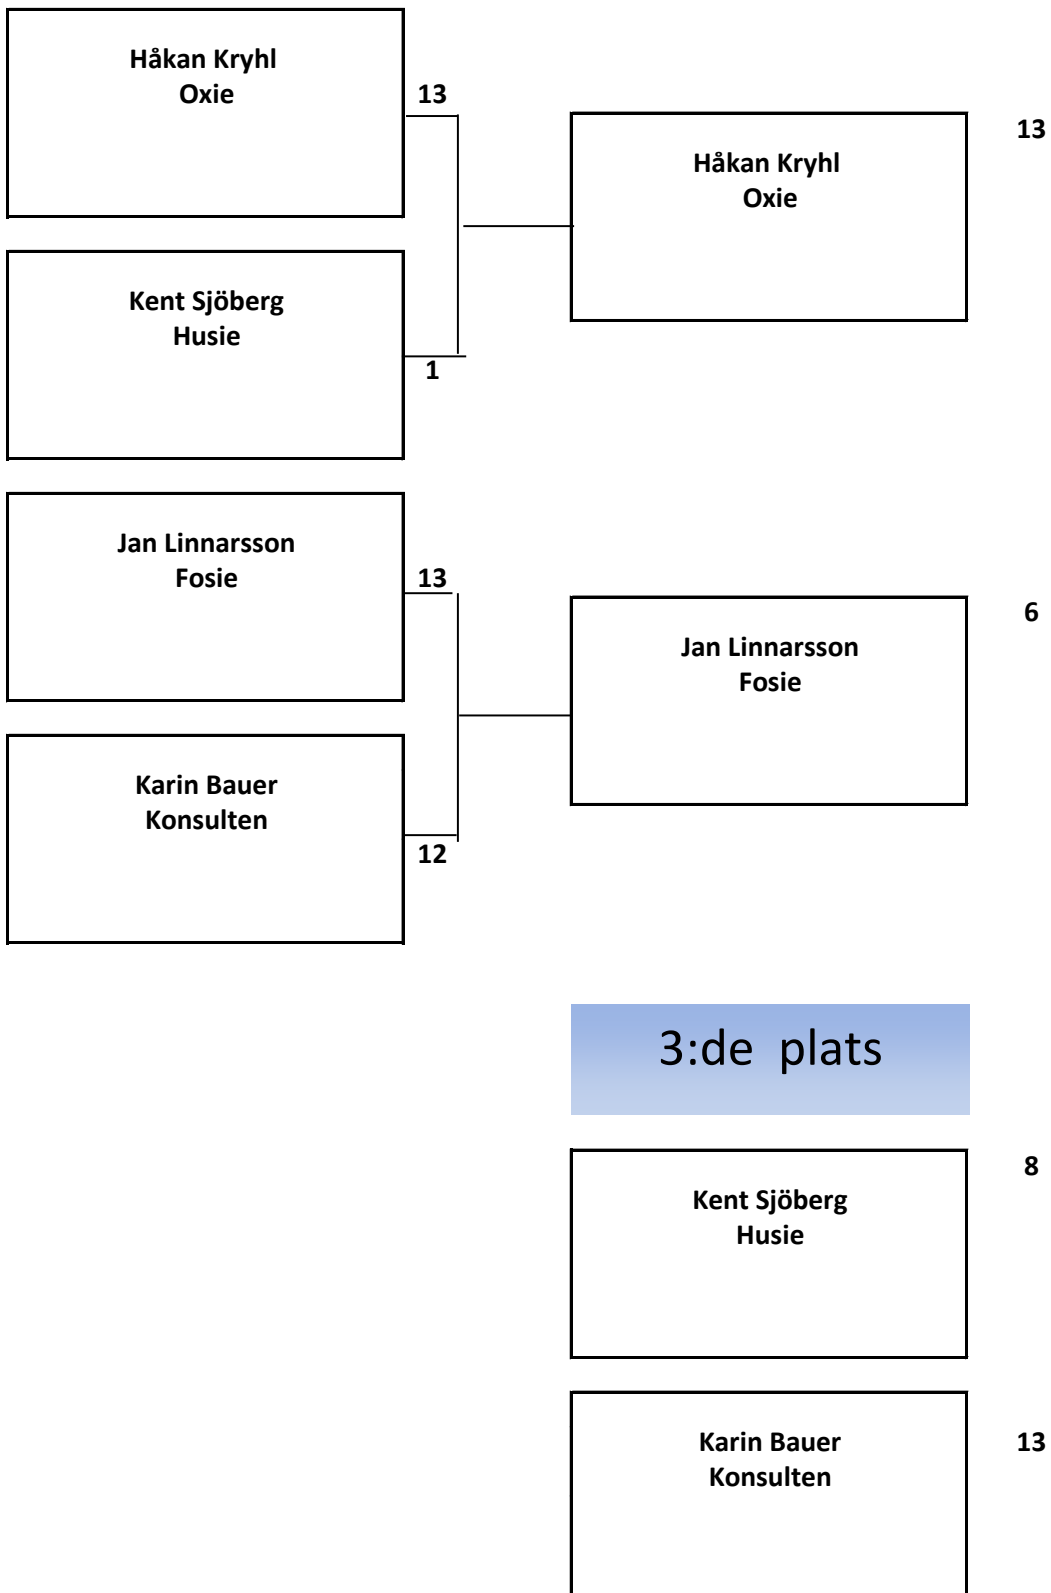 Håkan Kryhl
Oxie
13
13
Håkan Kryhl
Oxie
Kent Sjöberg
Husie
1
Jan Linnarsson
Fosie
13
6
Jan Linnarsson
Fosie
Karin Bauer
Konsulten
12
3:de plats
8
Kent Sjöberg
Husie
Karin Bauer
Konsulten
13